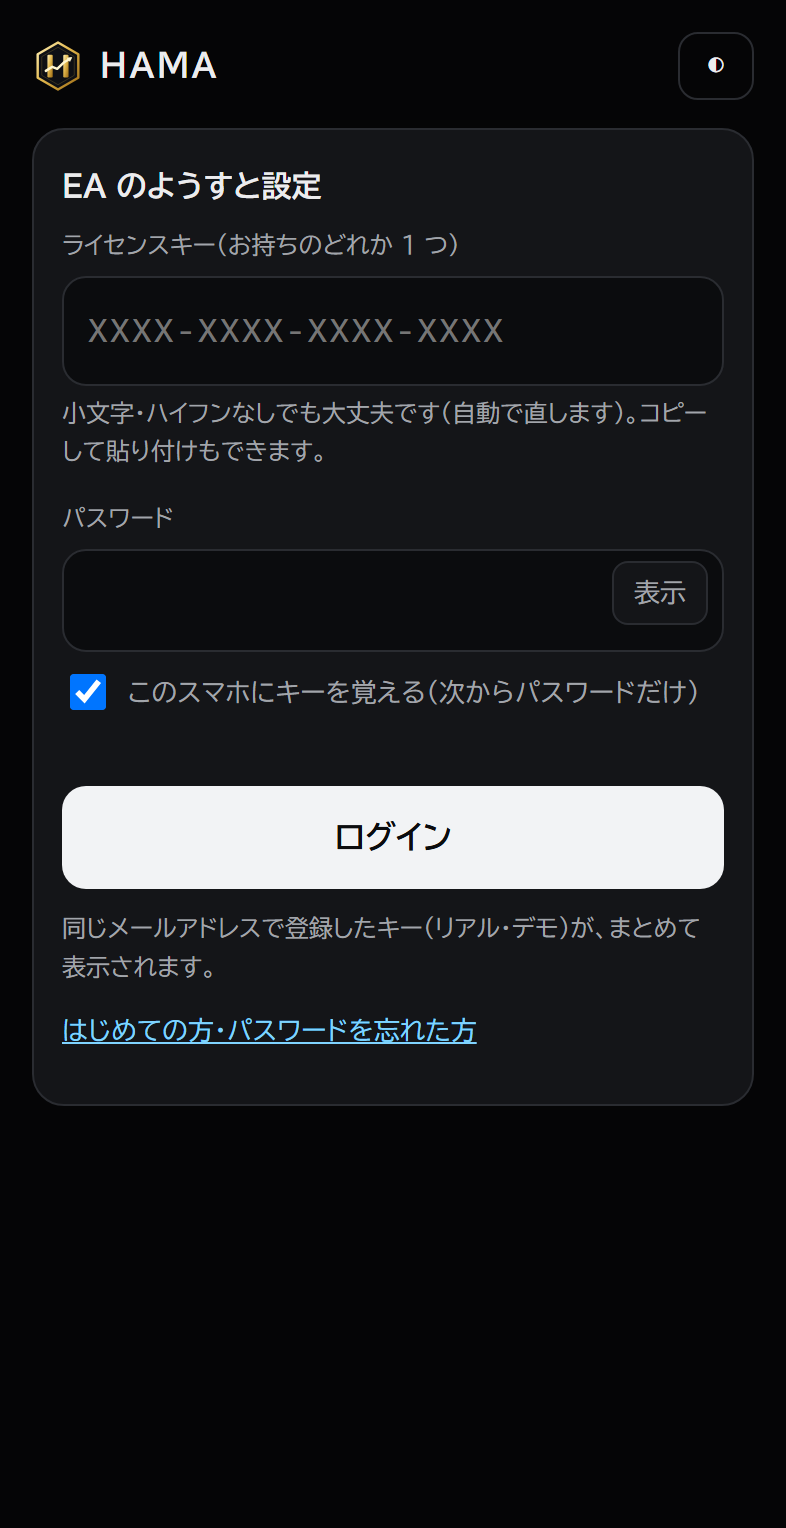 HAMA
EA のようすと設定
ライセンスキー(お持ちのどれか 1 つ)
XXXX-XXXX-XXXX-XXXX
小文字・ハイフンなしでも大丈夫です(自動で直します)。コピー
して貼り付けもできます。
パスワード
表示
このスマホにキーを覚える(次からパスワードだけ)
ログイン
同じメールアドレスで登録したキー(リアル・デモ)が、まとめて
表示されます。
はじめての方・パスワードを忘れた方